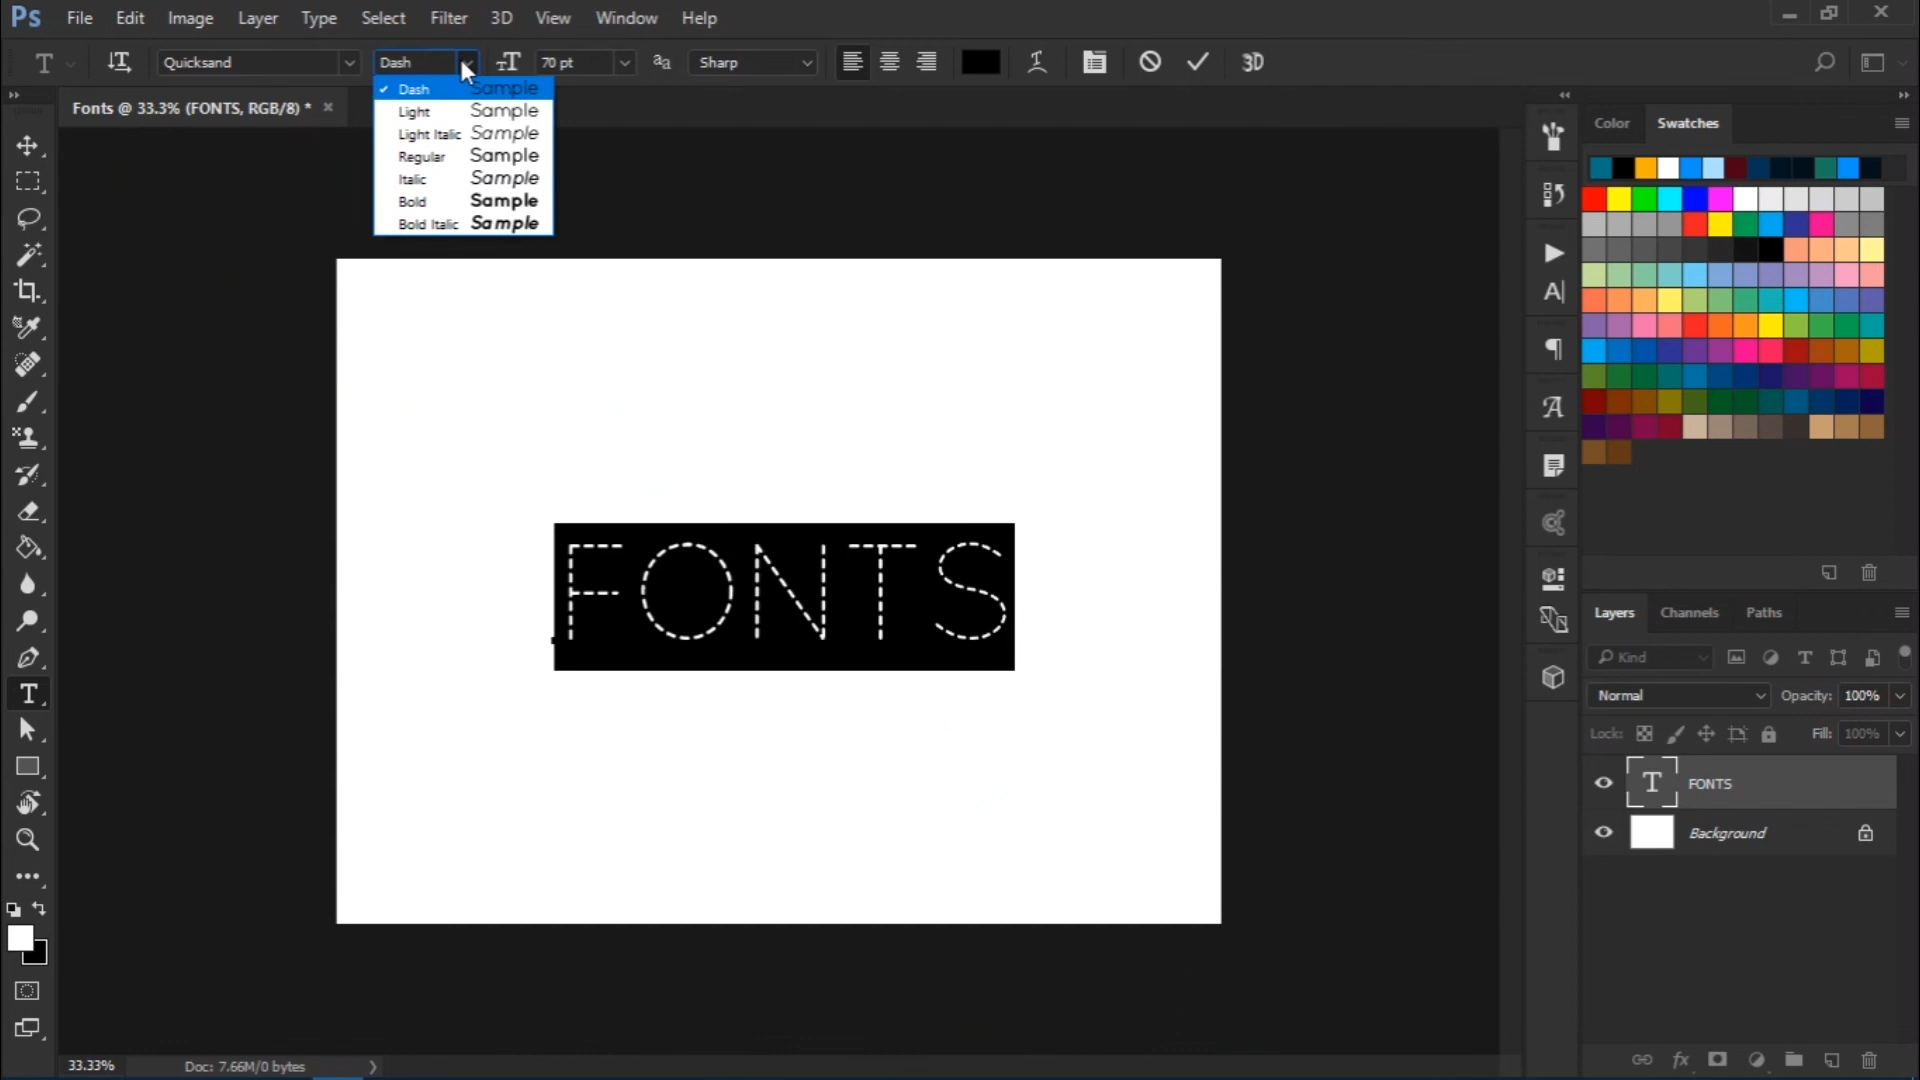 Ps File Edit Image Layer Type Select Filter 3D View Window Help
Quicksand Dash 70 pt Sharp 3D
Fonts @ 33.3% (FONTS, RGB/8) *
Dash Sample
Light Sample
Light Italic Sample
Regular Sample
Italic Sample
Bold Sample
Bold Italic Sample
FONTS
Color Swatches
Layers Channels Paths
Kind
Normal Opacity: 100%
Lock: Fill: 100%
FONTS
Background
33.33% Doc: 7.66M/0 bytes